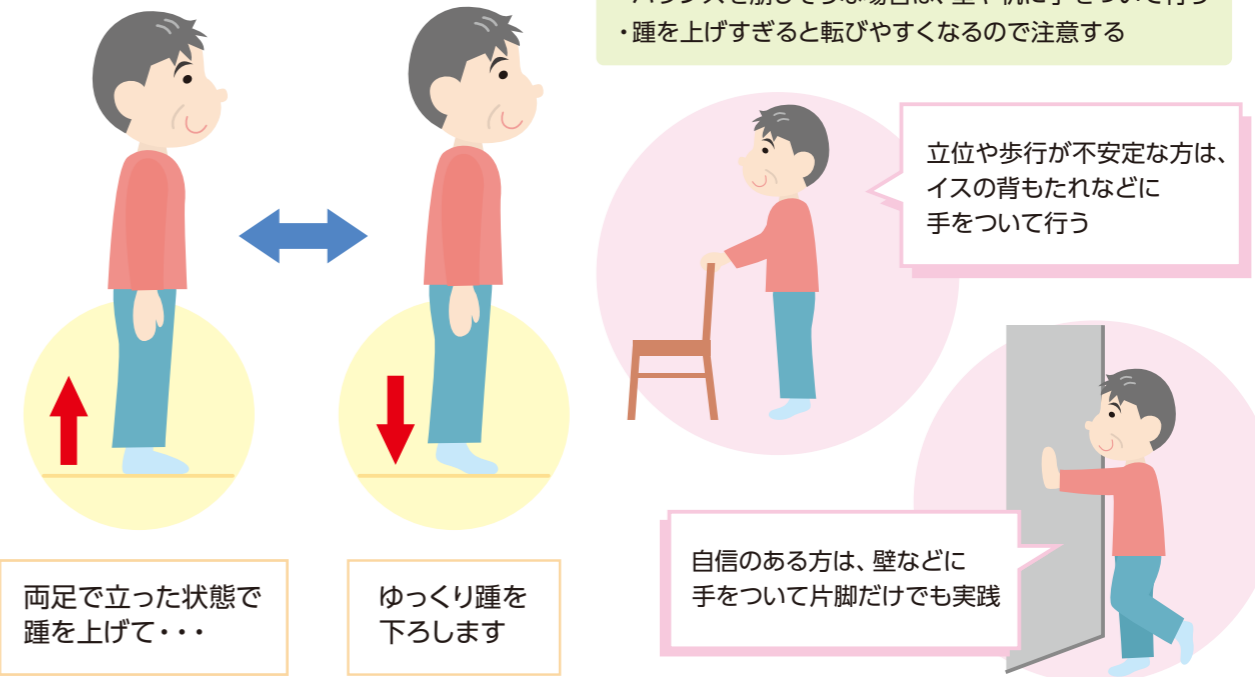 ・踵を上げすぎると転びやすくなるので注意する
立位や歩行が不安定な方は、
イスの背もたれなどに
手をついて行う
自信のある方は、壁などに
手をついて片脚だけでも実践
両足で立った状態で
踵を上げて・・・
ゆっくり踵を
下ろします